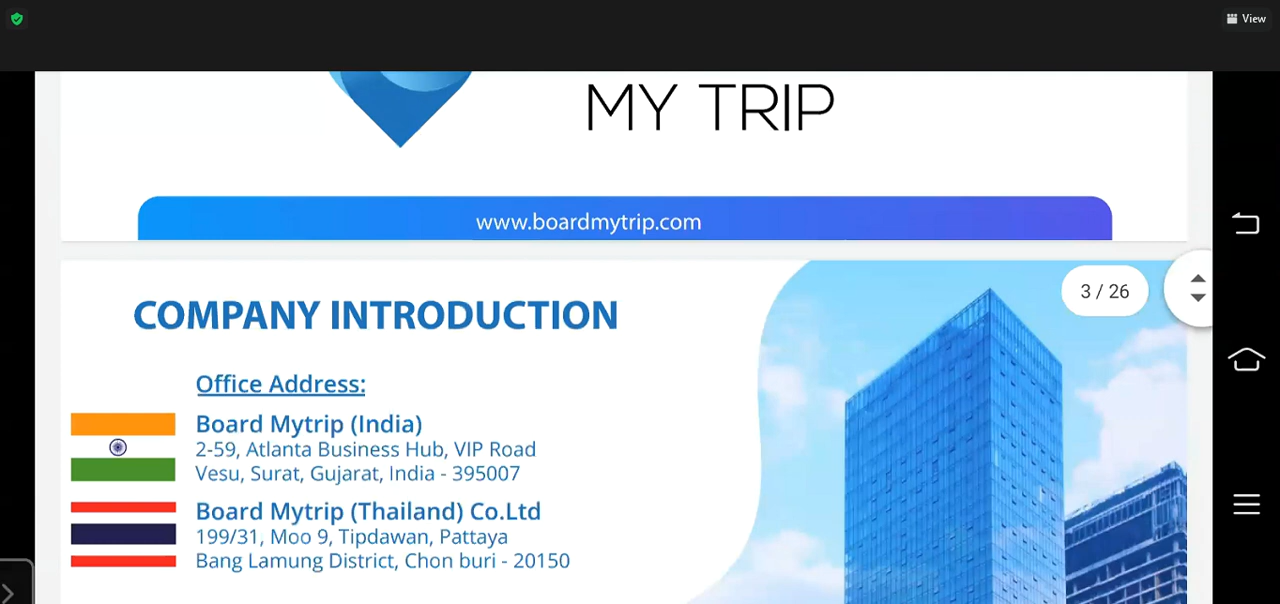 View
MY TRIP
www.boardmytrip.com
COMPANY INTRODUCTION
3 / 26
Office Address:
Board Mytrip (India)
2-59, Atlanta Business Hub, VIP Road
Vesu, Surat, Gujarat, India - 395007
Board Mytrip (Thailand) Co.Ltd
199/31, Moo 9, Tipdawan, Pattaya
Bang Lamung District, Chon buri - 20150